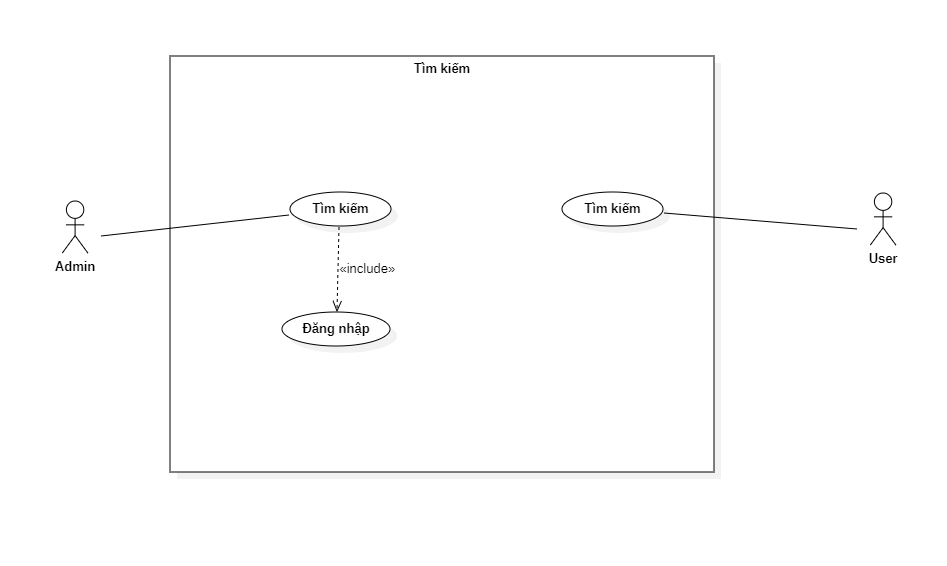 Tìm kiếm
Tìm kiếm
Tìm kiếm
Admin
User
«include»
Đăng nhập